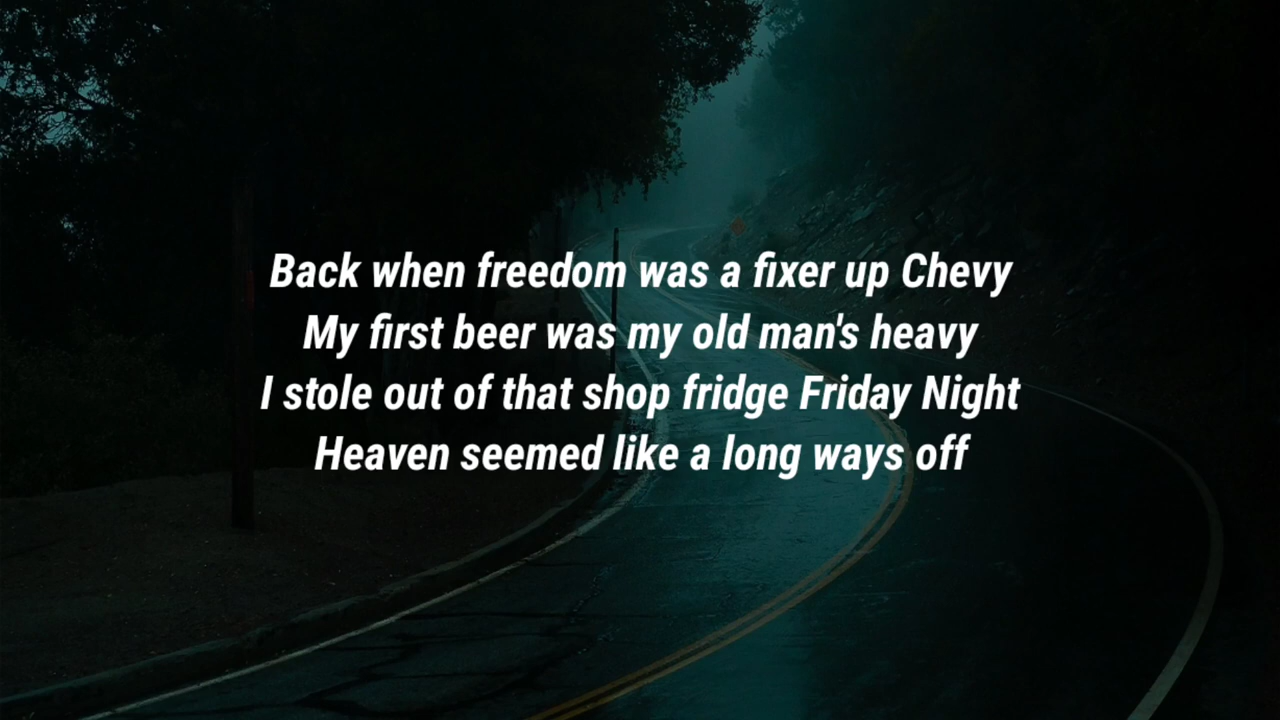 Back when freedom was a fixer up Chevy
My first beer was my old man's heavy
I stole out of that shop fridge Friday Night
Heaven seemed like a long ways off